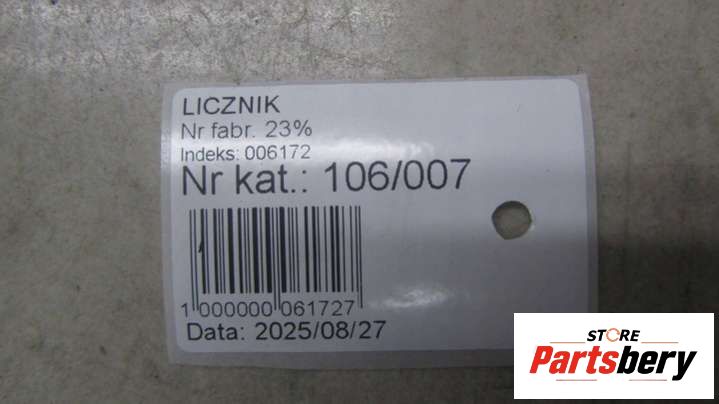 LICZNIK
Nr fabr. 23%
Indeks: 006172
Nr kat.: 106/007
1 000000 061727
Data: 2025/08/27
STORE
Partsbery